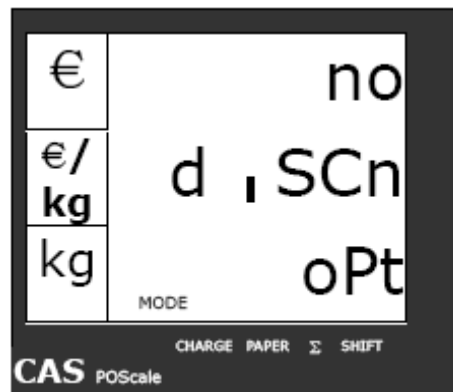 € no
€/
kg d ╻SCn
kg oPt
MODE
CHARGE PAPER Σ SHIFT
CAS POScale